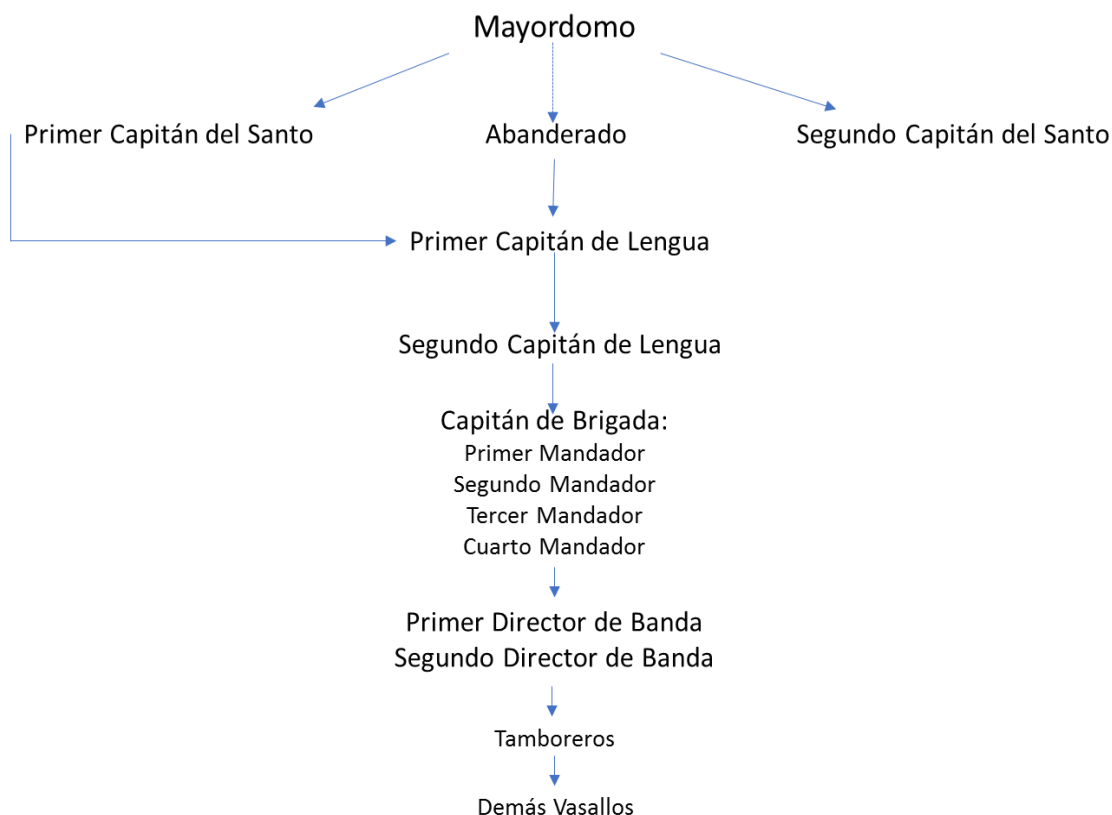 Mayordomo
Primer Capitán del Santo
Abanderado
Segundo Capitán del Santo
Primer Capitán de Lengua
Segundo Capitán de Lengua
Capitán de Brigada:
Primer Mandador
Segundo Mandador
Tercer Mandador
Cuarto Mandador
Primer Director de Banda
Segundo Director de Banda
Tamboreros
Demás Vasallos